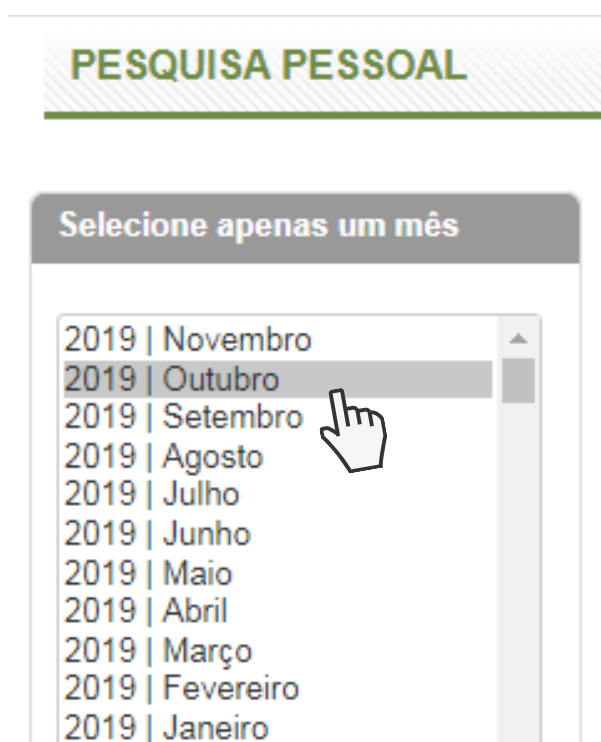 PESQUISA PESSOAL
Selecione apenas um mês
2019 | Novembro
2019 | Outubro
2019 | Setembro
2019 | Agosto
2019 | Julho
2019 | Junho
2019 | Maio
2019 | Abril
2019 | Março
2019 | Fevereiro
2019 | Janeiro